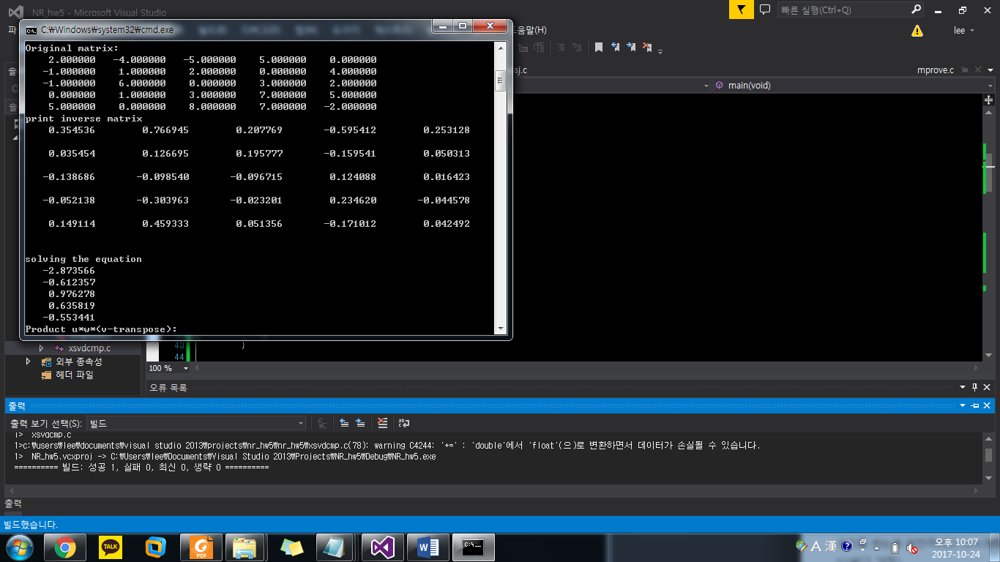 NR_hw5 - Microsoft Visual Studio
빠른 실행(Ctrl+Q)
C:\Windows\system32\cmd.exe
도움말(H)
lee
Original matrix:
2.000000 -4.000000 -5.000000 5.000000 0.000000
-1.000000 1.000000 2.000000 0.000000 4.000000
-1.000000 6.000000 0.000000 3.000000 2.000000
0.000000 1.000000 3.000000 7.000000 5.000000
5.000000 0.000000 8.000000 7.000000 -2.000000
print inverse matrix
0.354536 0.766945 0.207769 -0.595412 0.253128
0.035454 0.126695 0.195777 -0.159541 0.050313
-0.138686 -0.098540 -0.096715 0.124088 0.016423
-0.052138 -0.303963 -0.023201 0.234620 -0.044578
0.149114 0.459333 0.051356 -0.171012 0.042492
solving the equation
-2.873566
-0.612357
0.976278
0.635819
-0.553441
Product u*w*(v-transpose):
sj.c
mprove.c
main(void)
xsvdcmp.c
외부 종속성
헤더 파일
43 }
44
100 %
오류 목록
출력
출력 보기 선택(S): 빌드
1> xsvdcmp.c
1>c:\users\lee\documents\visual studio 2013\projects\nr_hw5\nr_hw5\xsvdcmp.c(78): warning C4244: '+=' : 'double'에서 'float'(으)로 변환하면서 데이터가 손실될 수 있습니다.
1> NR_hw5.vcxproj -> C:\Users\lee\Documents\Visual Studio 2013\Projects\NR_hw5\Debug\NR_hw5.exe
========== 빌드: 성공 1, 실패 0, 최신 0, 생략 0 ==========
출력
빌드했습니다.
TALK
PDF
A 漢
오후 10:07
2017-10-24